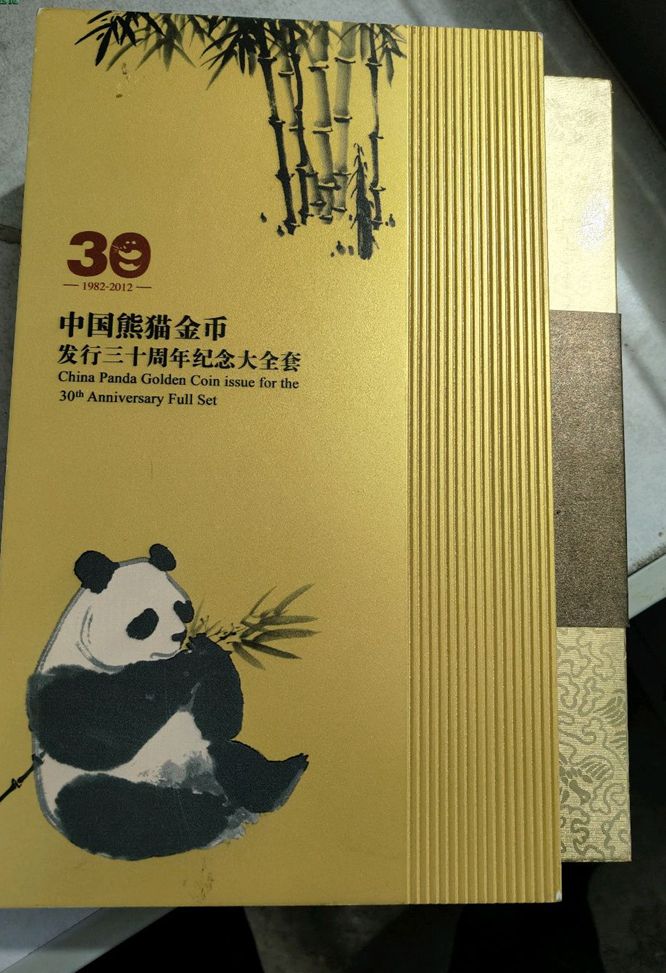 30
1982-2012
中国熊猫金币
发行三十周年纪念大全套
China Panda Golden Coin issue for the
30th Anniversary Full Set